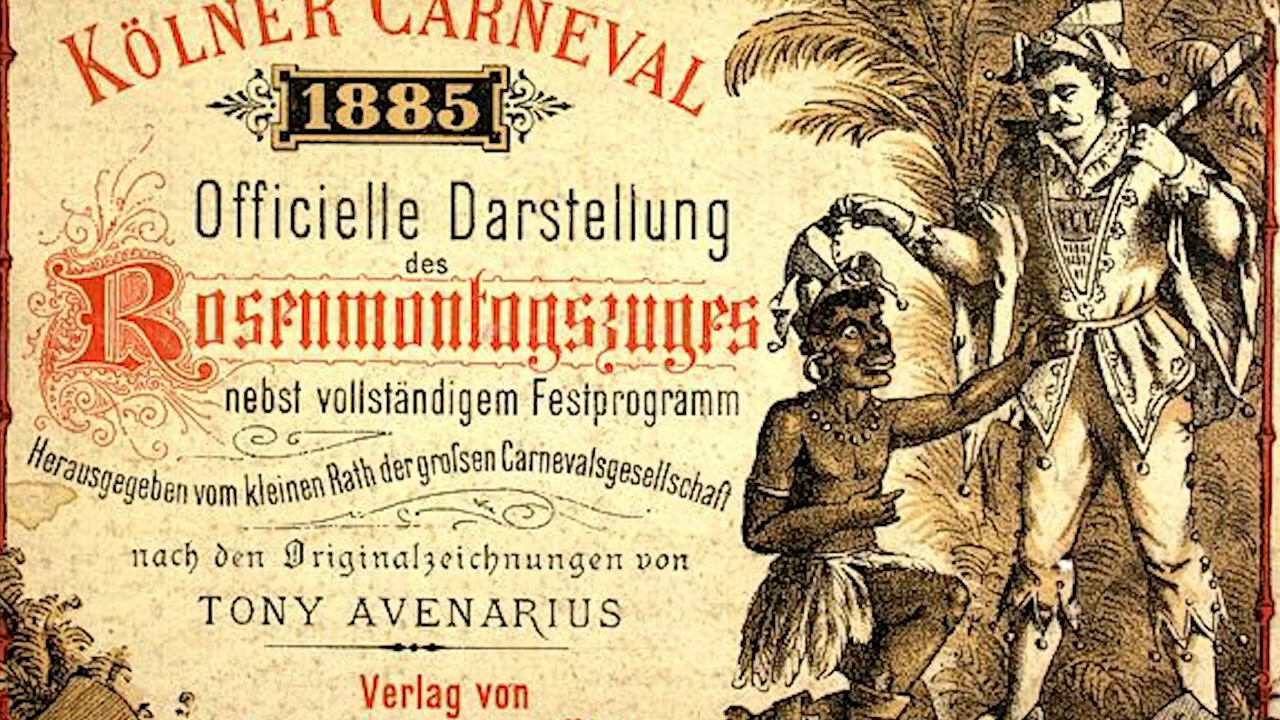 KÖLNER CARNEVAL
1885
Officielle Darstellung
des
Rosenmontagszuges
nebst vollständigem Festprogramm
Herausgegeben vom kleinen Rath der groſsen Carnevalsgesellschaft
nach den Originalzeichnungen von
TONY AVENARIUS
Verlag von